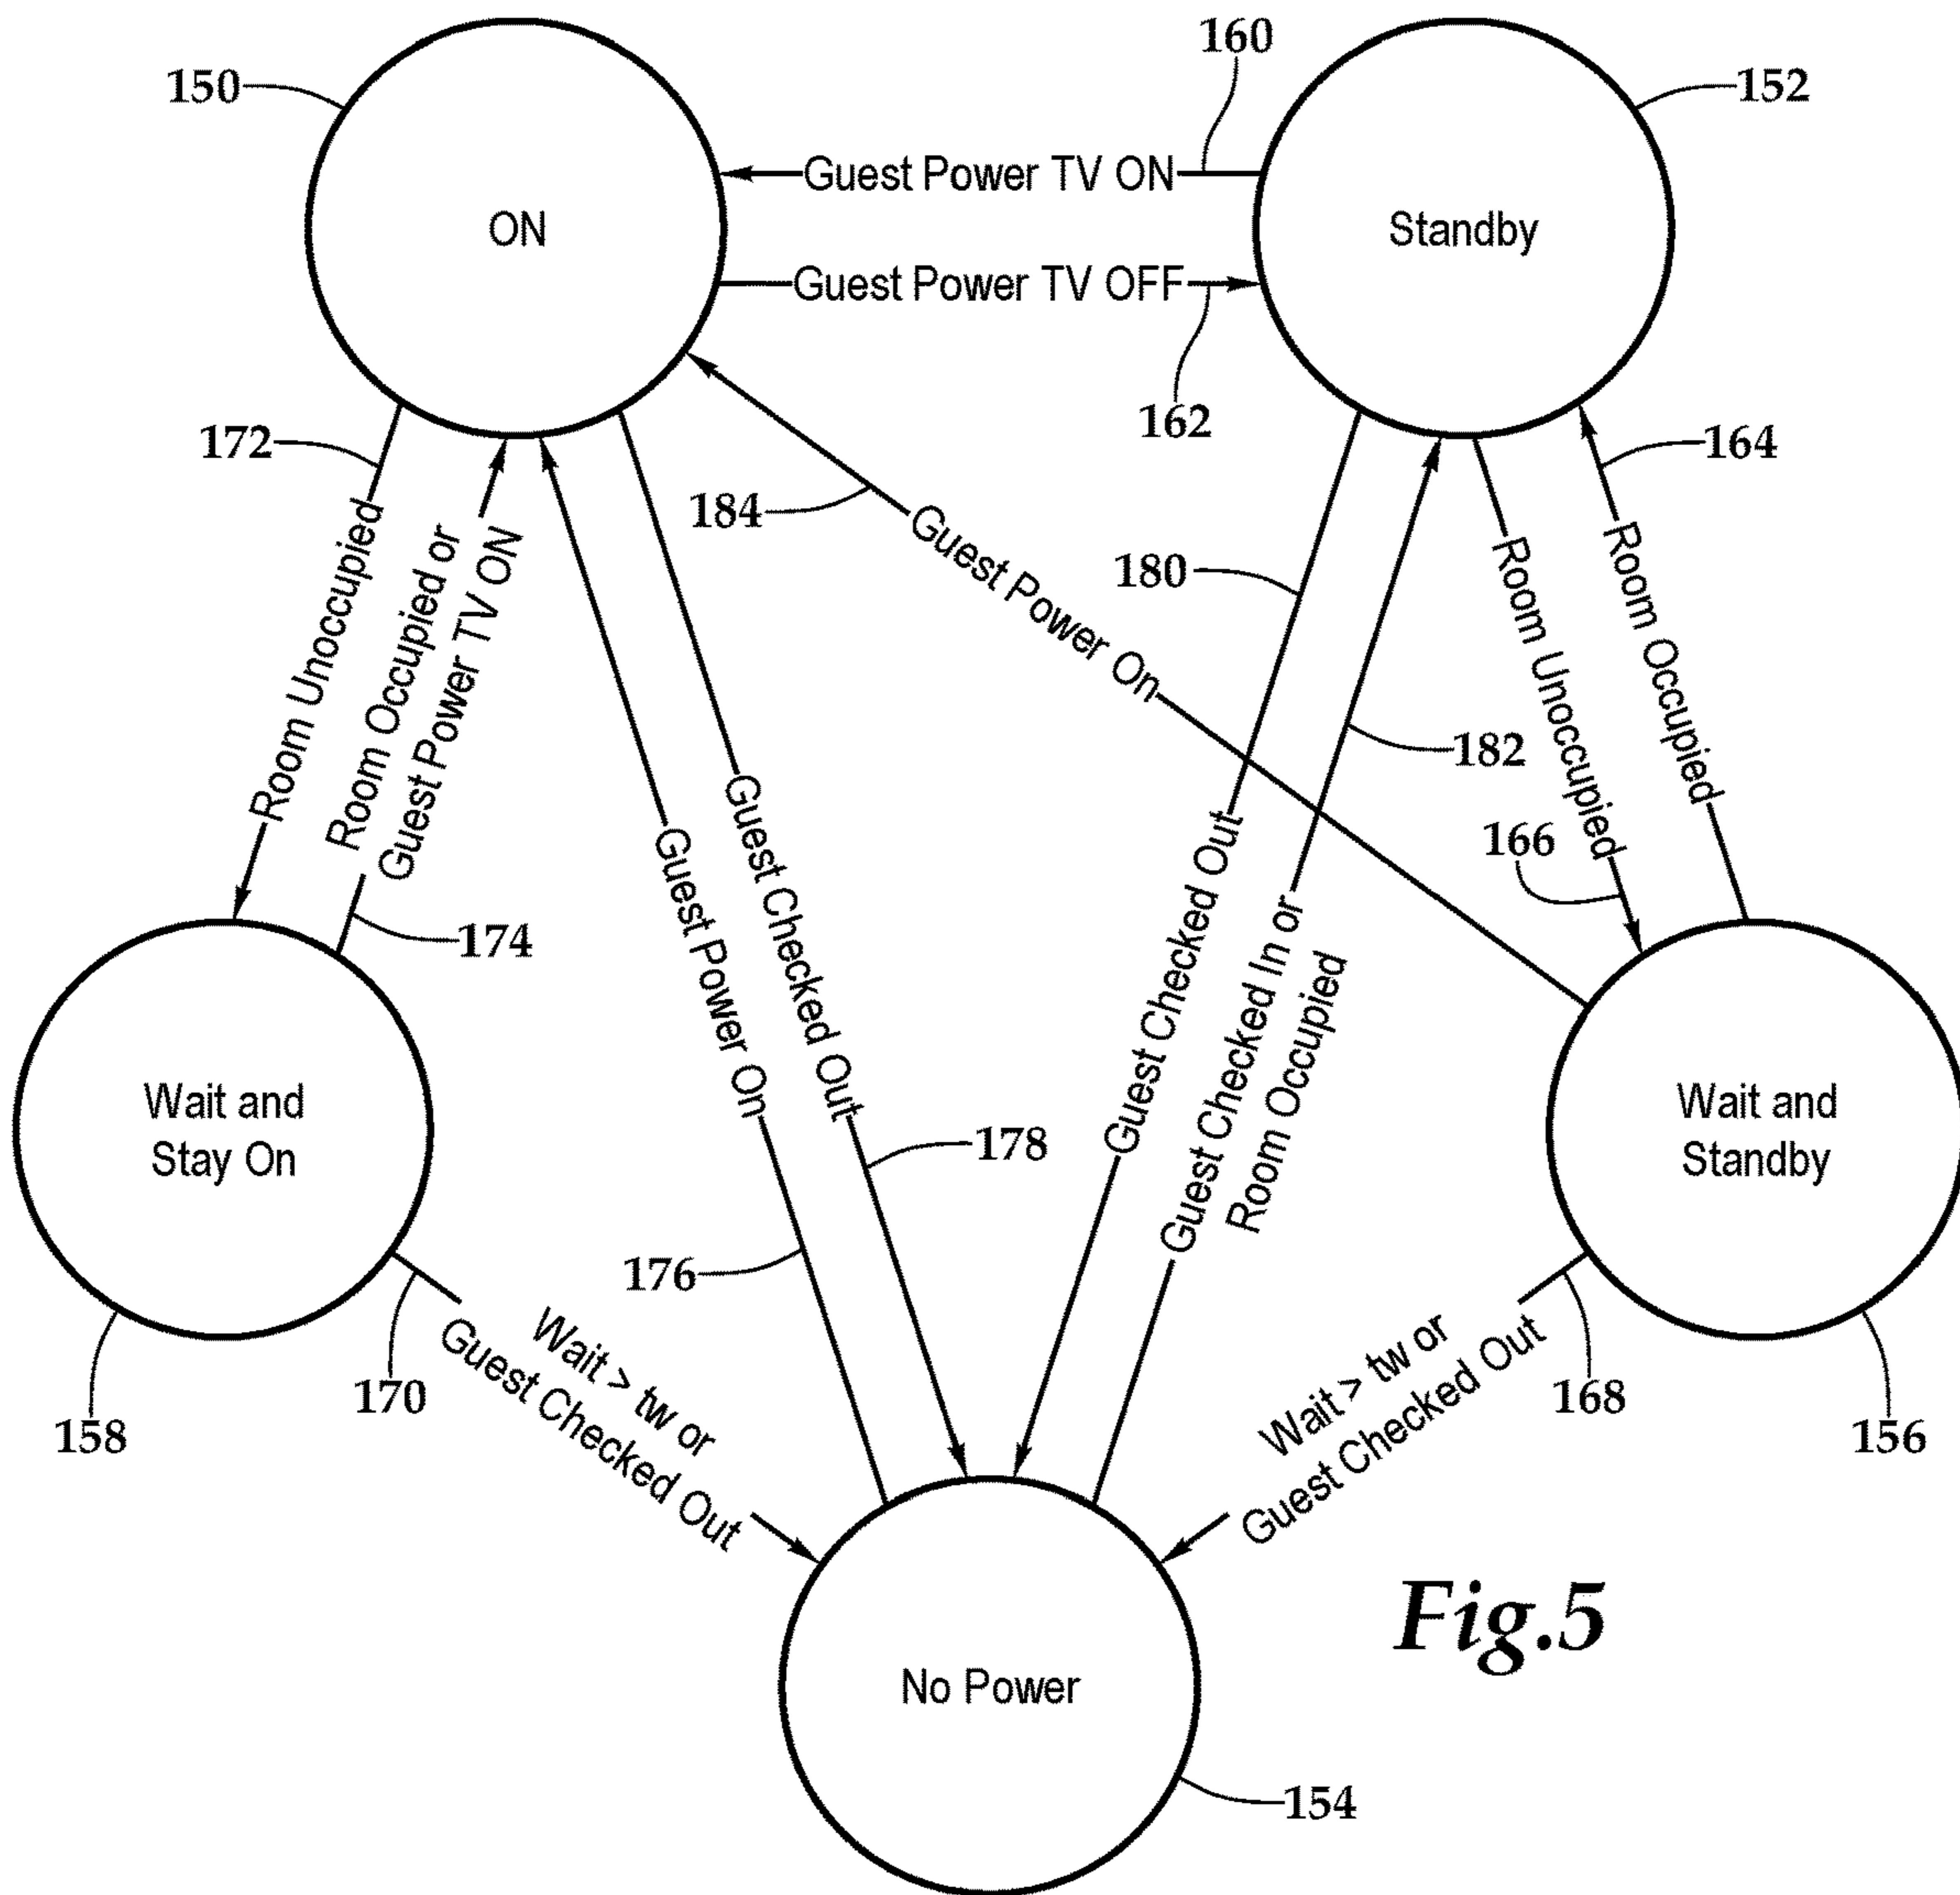 160
150
152
Guest Power TV ON
ON
Standby
Guest Power TV OFF
162
172
164
184
Room Unoccupied
Room Occupied or
Guest Power TV ON
Guest Power On
180
182
Room Unoccupied
Room Occupied
166
174
Guest Power On
Guest Checked Out
Guest Checked Out
Guest Checked In or
Room Occupied
Wait and
Stay On
Wait and
Standby
178
176
170
158
Wait > tw or
Guest Checked Out
Wait > tw or
Guest Checked Out
168
156
No Power
Fig.5
154